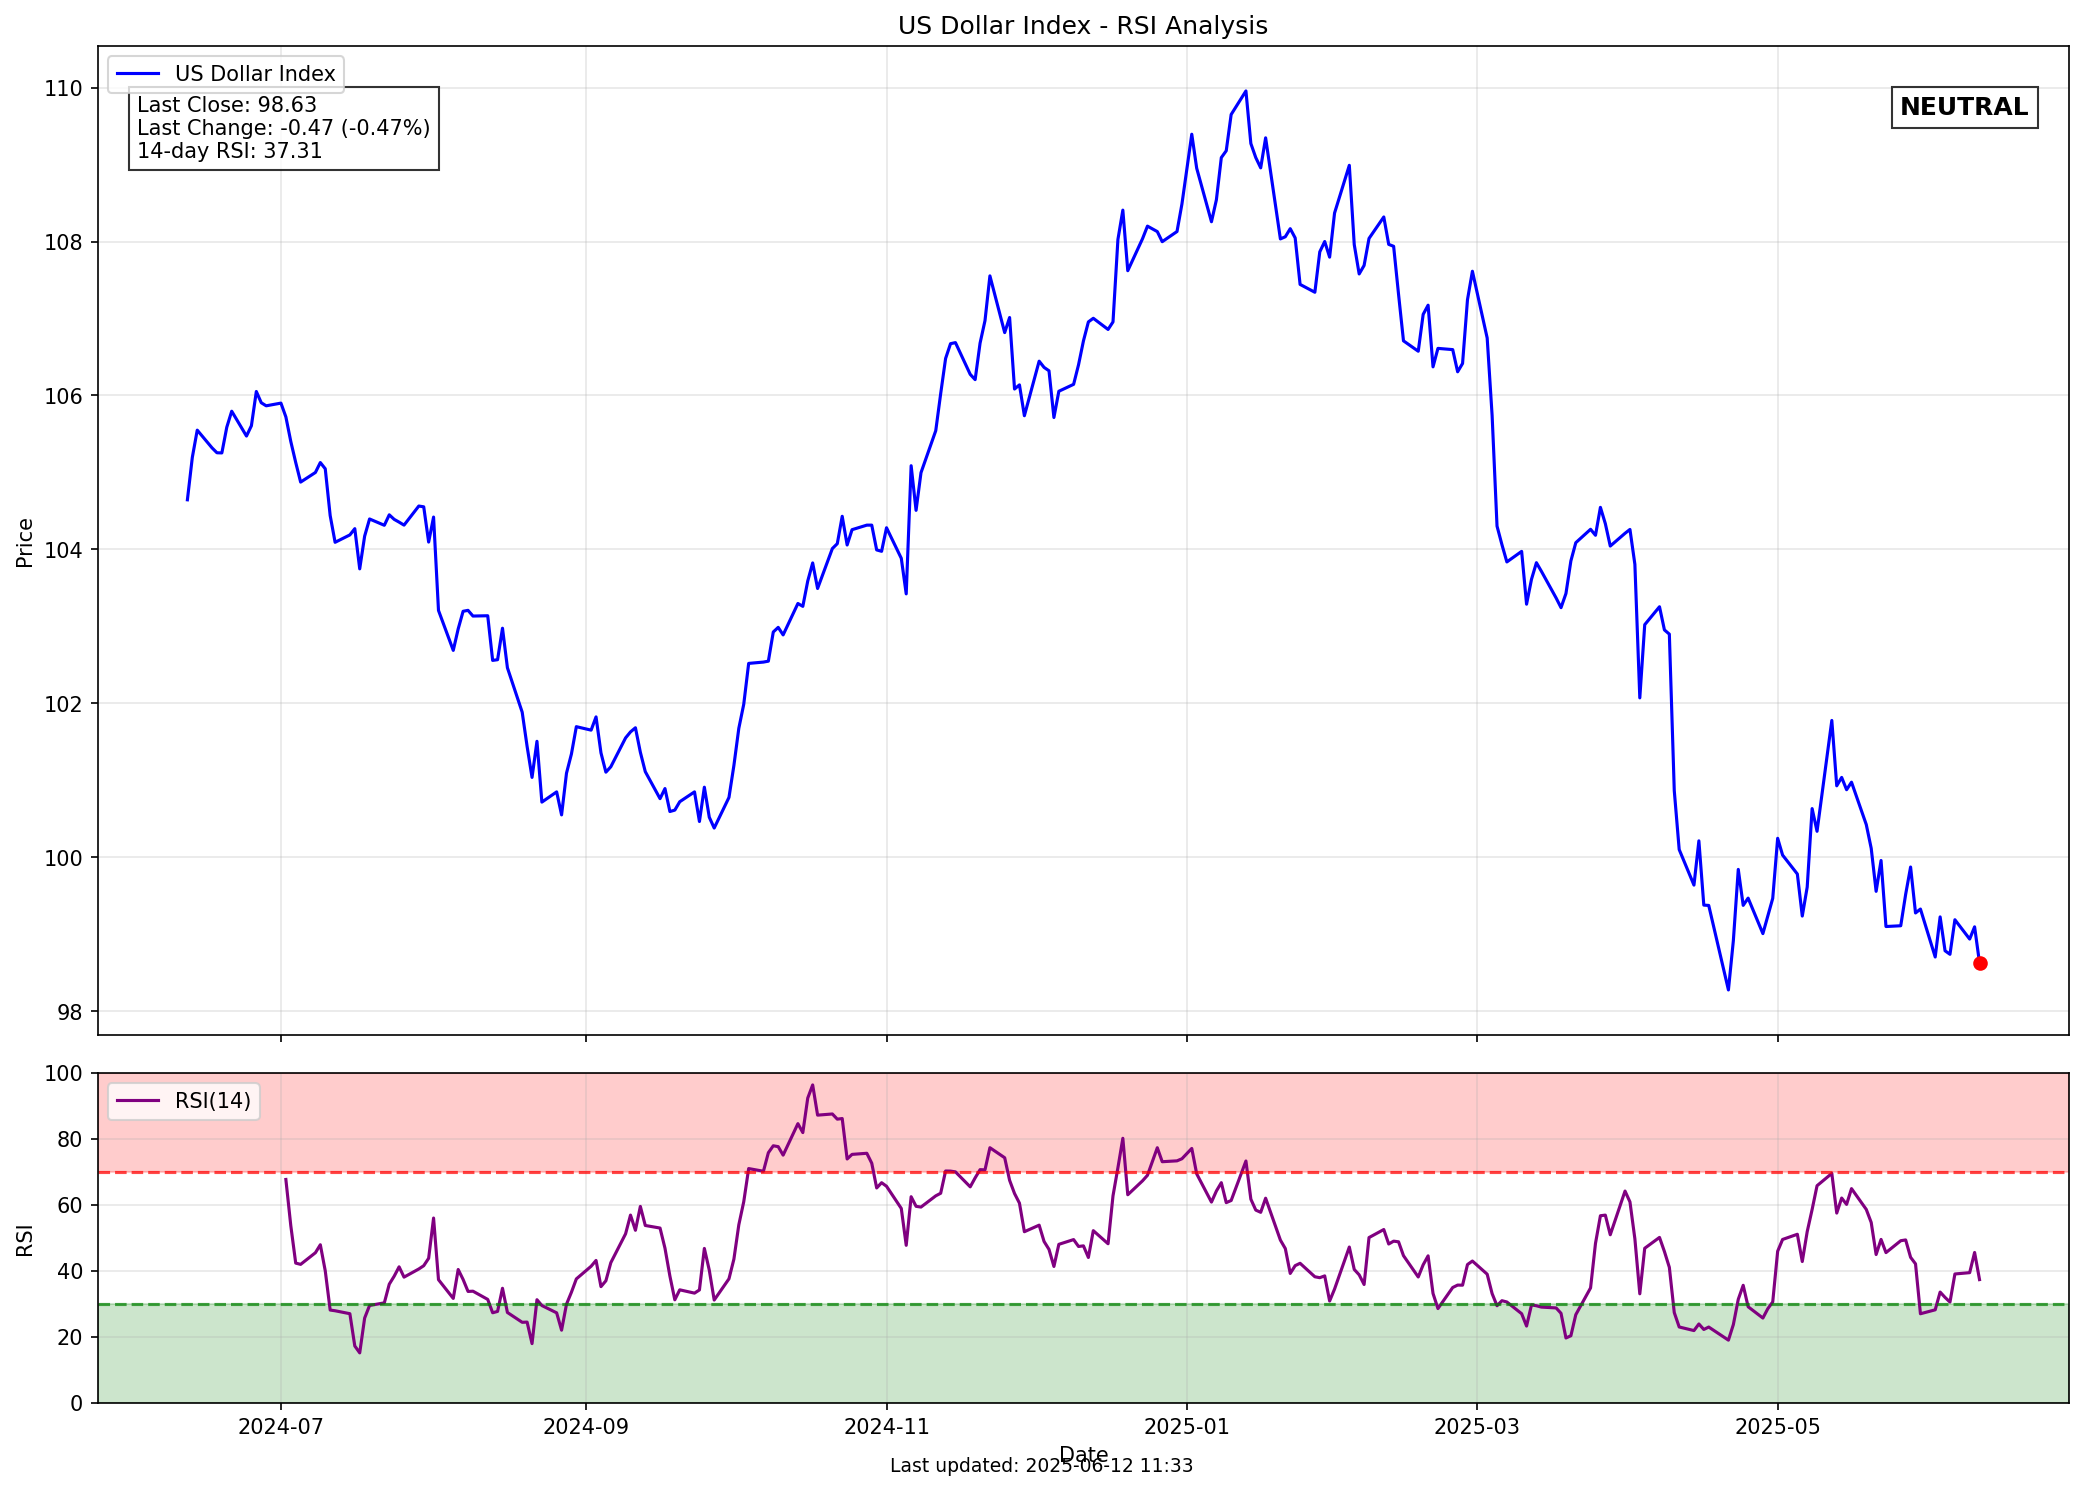 US Dollar Index - RSI Analysis
US Dollar Index
Last Close: 98.63
Last Change: -0.47 (-0.47%)
14-day RSI: 37.31
NEUTRAL
Price
110
108
106
104
102
100
98
RSI(14)
RSI
100
80
60
40
20
0
2024-07
2024-09
2024-11
2025-01
2025-03
2025-05
Date
Last updated: 2025-06-12 11:33